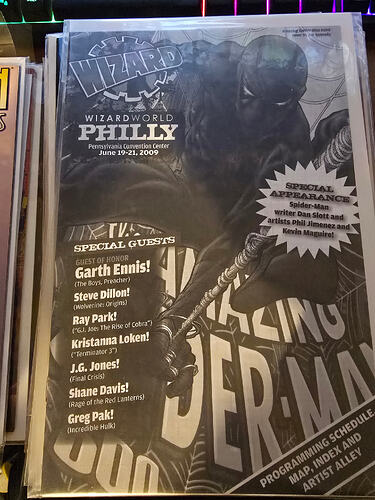 WIZARD
WIZARDWORLD
PHILLY
Pennsylvania Convention Center
June 19-21, 2009
SPECIAL
APPEARANCE
Spider-Man
writer Dan Slott and
artists Phil Jimenez and
Kevin Maguire!
SPECIAL GUESTS
GUEST OF HONOR
Garth Ennis!
(The Boys, Preacher)
Steve Dillon!
(Wolverine: Origins)
Ray Park!
("G.I. Joe: The Rise of Cobra")
Kristanna Loken!
("Terminator 3")
J.G. Jones!
(Final Crisis)
Shane Davis!
(Rage of the Red Lanterns)
Greg Pak!
(Incredible Hulk)
AZING
DER-MA
PROGRAMMING SCHEDULE,
MAP, INDEX AND
ARTIST ALLEY